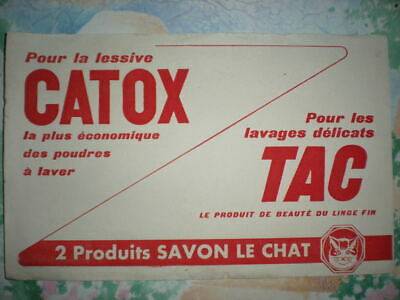 Pour la lessive
CATOX
la plus économique
des poudres
à laver
Pour les
lavages délicats
TAC
LE PRODUIT DE BEAUTÉ DU LINGE FIN
2 Produits SAVON LE CHAT